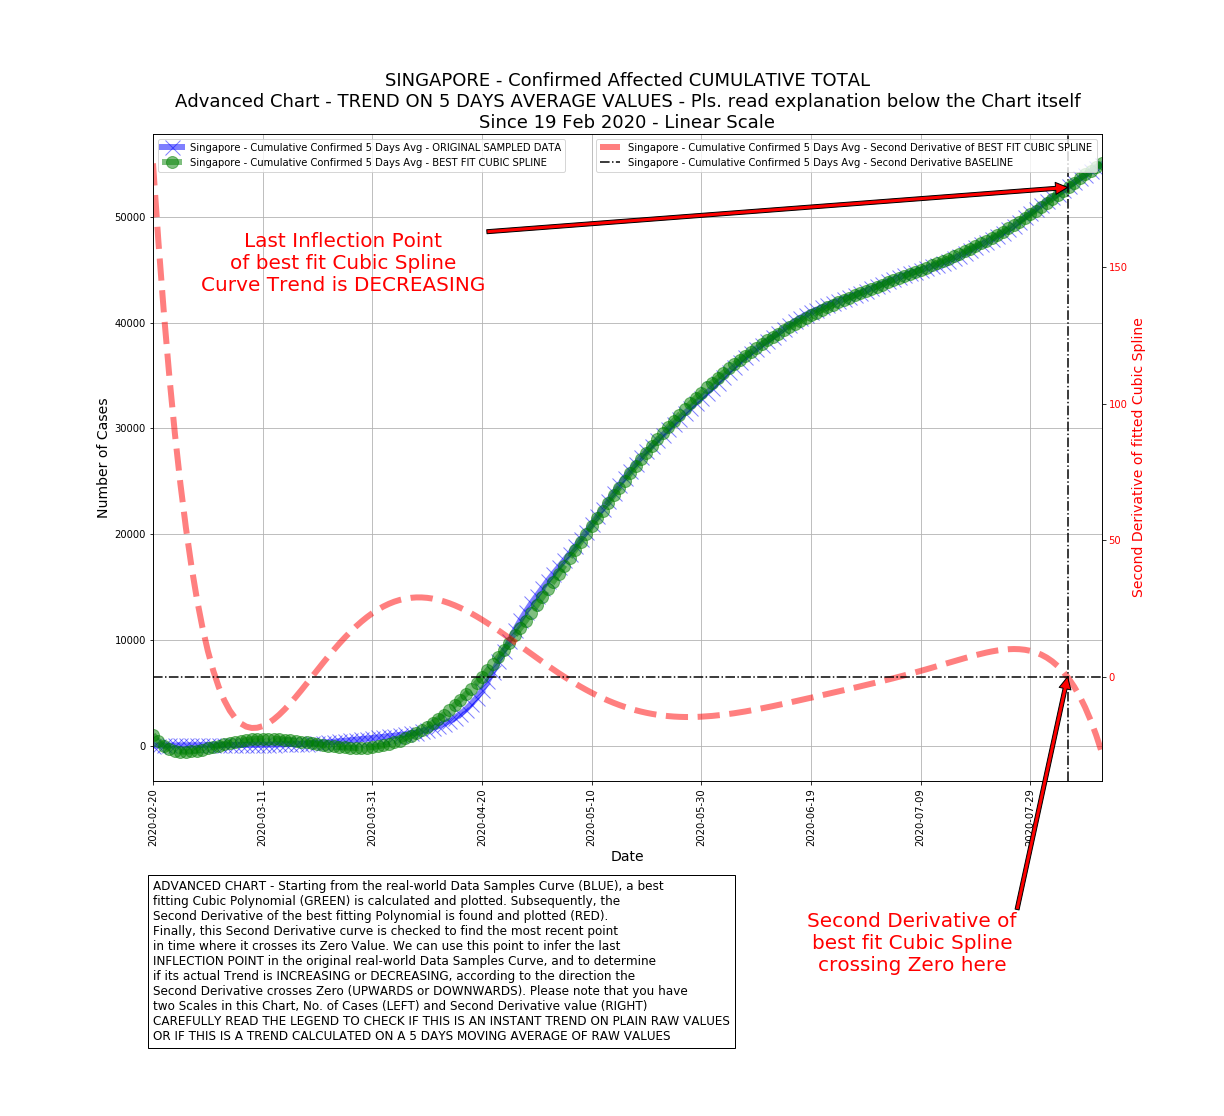 SINGAPORE - Confirmed Affected CUMULATIVE TOTAL
Advanced Chart - TREND ON 5 DAYS AVERAGE VALUES - Pls. read explanation below the Chart itself
Since 19 Feb 2020 - Linear Scale
Singapore - Cumulative Confirmed 5 Days Avg - ORIGINAL SAMPLED DATA
Singapore - Cumulative Confirmed 5 Days Avg - BEST FIT CUBIC SPLINE
Singapore - Cumulative Confirmed 5 Days Avg - Second Derivative of BEST FIT CUBIC SPLINE
Singapore - Cumulative Confirmed 5 Days Avg - Second Derivative BASELINE
Last Inflection Point
of best fit Cubic Spline
Curve Trend is DECREASING
Number of Cases
50000
40000
30000
20000
10000
0
150
100
50
0
Second Derivative of fitted Cubic Spline
2020-02-20
2020-03-11
2020-03-31
2020-04-20
2020-05-10
2020-05-30
2020-06-19
2020-07-09
2020-07-29
Date
ADVANCED CHART - Starting from the real-world Data Samples Curve (BLUE), a best
fitting Cubic Polynomial (GREEN) is calculated and plotted. Subsequently, the
Second Derivative of the best fitting Polynomial is found and plotted (RED).
Finally, this Second Derivative curve is checked to find the most recent point
in time where it crosses its Zero Value. We can use this point to infer the last
INFLECTION POINT in the original real-world Data Samples Curve, and to determine
if its actual Trend is INCREASING or DECREASING, according to the direction the
Second Derivative crosses Zero (UPWARDS or DOWNWARDS). Please note that you have
two Scales in this Chart, No. of Cases (LEFT) and Second Derivative value (RIGHT)
CAREFULLY READ THE LEGEND TO CHECK IF THIS IS AN INSTANT TREND ON PLAIN RAW VALUES
OR IF THIS IS A TREND CALCULATED ON A 5 DAYS MOVING AVERAGE OF RAW VALUES
Second Derivative of
best fit Cubic Spline
crossing Zero here